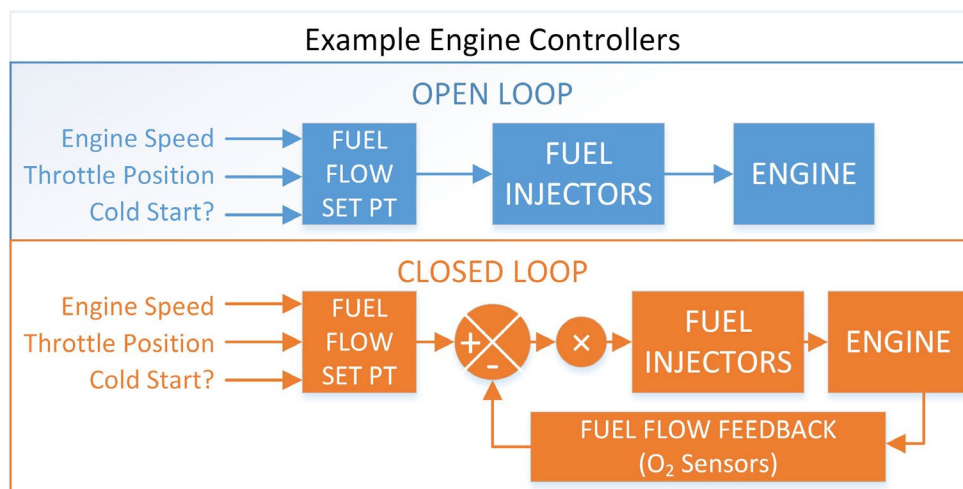 Example Engine Controllers
OPEN LOOP
Engine Speed
Throttle Position
Cold Start?
FUEL
FLOW
SET PT
FUEL
INJECTORS
ENGINE
CLOSED LOOP
Engine Speed
Throttle Position
Cold Start?
FUEL
FLOW
SET PT
+
-
×
FUEL
INJECTORS
ENGINE
FUEL FLOW FEEDBACK
(O₂ Sensors)